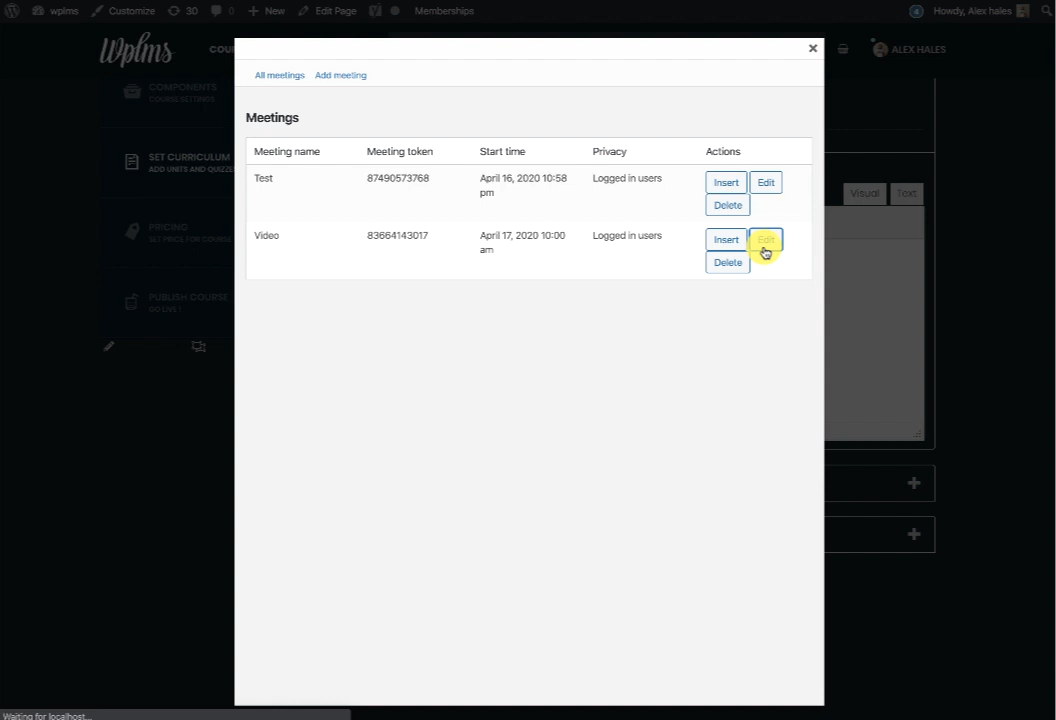 wplms Customize 30 0 New Edit Page Memberships 4 Howdy, Alex hales
Wplms
COU
ALEX HALES
All meetings Add meeting
COMPONENTS
COURSE SETTINGS
Meetings
Meeting name Meeting token Start time Privacy Actions
SET CURRICULUM
ADD UNITS AND QUIZZE
Test 87490573768 April 16, 2020 10:58 pm Logged in users Insert Edit
Delete
Visual Text
PRICING
SET PRICE FOR COURSE
Video 83664143017 April 17, 2020 10:00 am Logged in users Insert Edit
Delete
PUBLISH COURSE
GO LIVE !
Waiting for localhost...